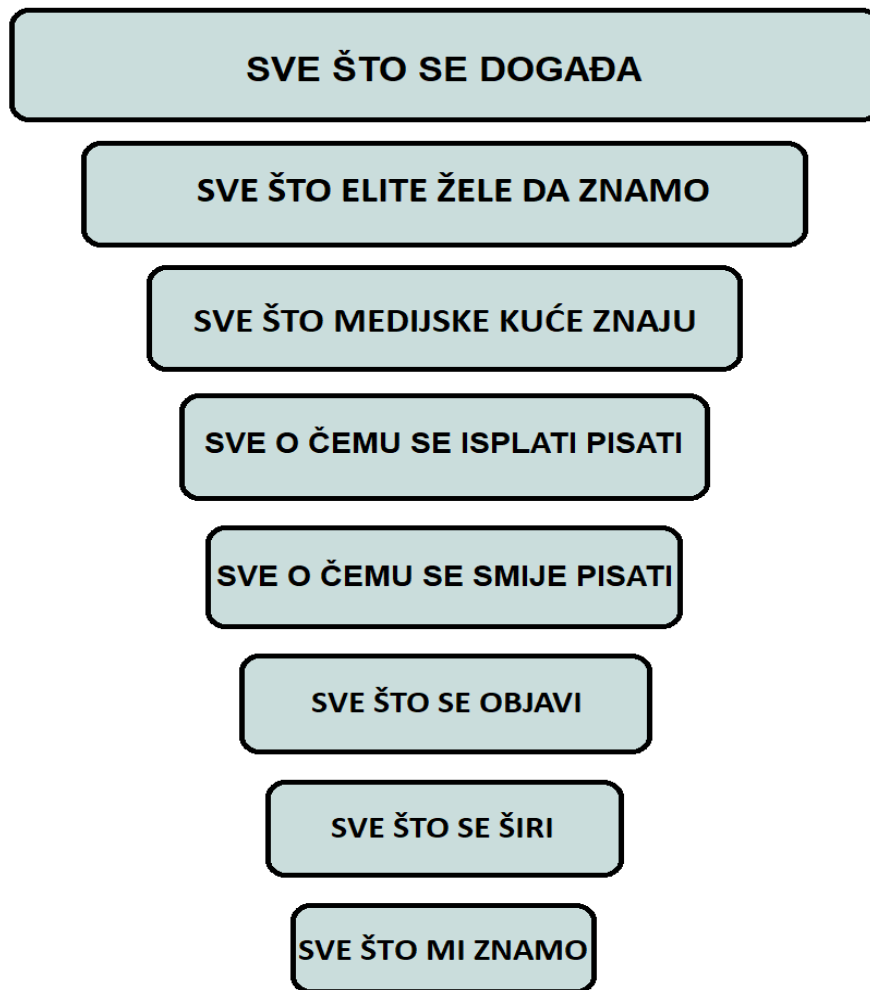 SVE ŠTO SE DOGAĐA
SVE ŠTO ELITE ŽELE DA ZNAMO
SVE ŠTO MEDIJSKE KUĆE ZNAJU
SVE O ČEMU SE ISPLATI PISATI
SVE O ČEMU SE SMIJE PISATI
SVE ŠTO SE OBJAVI
SVE ŠTO SE ŠIRI
SVE ŠTO MI ZNAMO